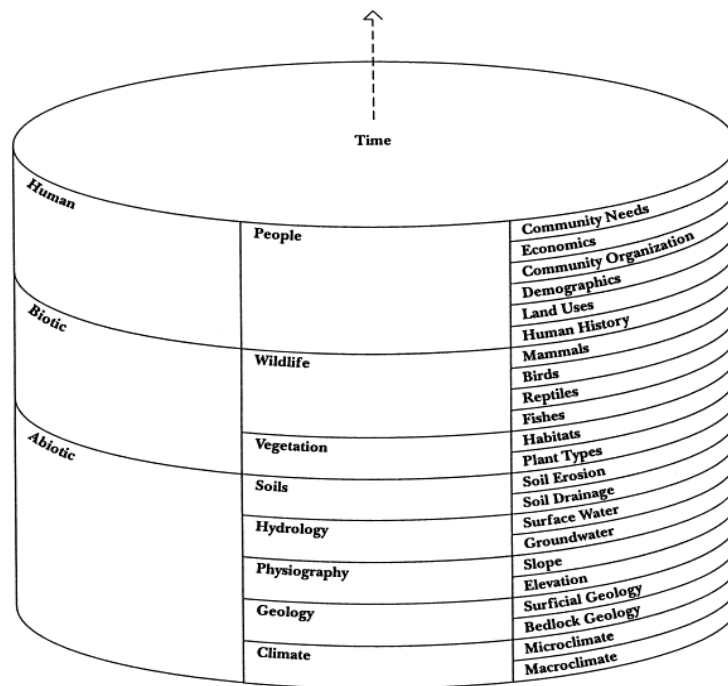 Time
Human
People
Community Needs
Economics
Community Organization
Demographics
Land Uses
Human History
Biotic
Wildlife
Mammals
Birds
Reptiles
Fishes
Vegetation
Habitats
Plant Types
Abiotic
Soils
Soil Erosion
Soil Drainage
Hydrology
Surface Water
Groundwater
Physiography
Slope
Elevation
Geology
Surficial Geology
Bedlock Geology
Climate
Microclimate
Macroclimate